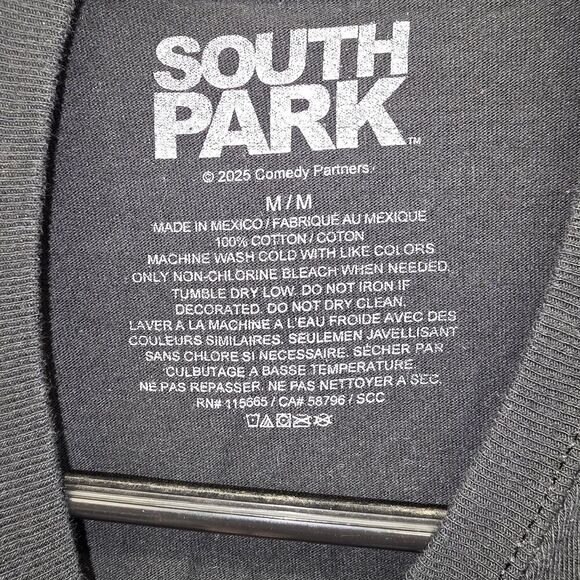 SOUTH
PARK™
© 2025 Comedy Partners.
M / M
MADE IN MEXICO / FABRIQUÉ AU MEXIQUE
100% COTTON / COTON
MACHINE WASH COLD WITH LIKE COLORS
ONLY NON-CHLORINE BLEACH WHEN NEEDED.
TUMBLE DRY LOW. DO NOT IRON IF
DECORATED. DO NOT DRY CLEAN.
LAVER A LA MACHINE A L'EAU FROIDE AVEC DES
COULEURS SIMILAIRES. SEULEMEN JAVELLISANT
SANS CHLORE SI NECESSAIRE. SÉCHER PAR
CULBUTAGE A BASSE TEMPERATURE.
NE PAS REPASSER. NE PAS NETTOYER A SEC.
RN# 115665 / CA# 58796 / SCC